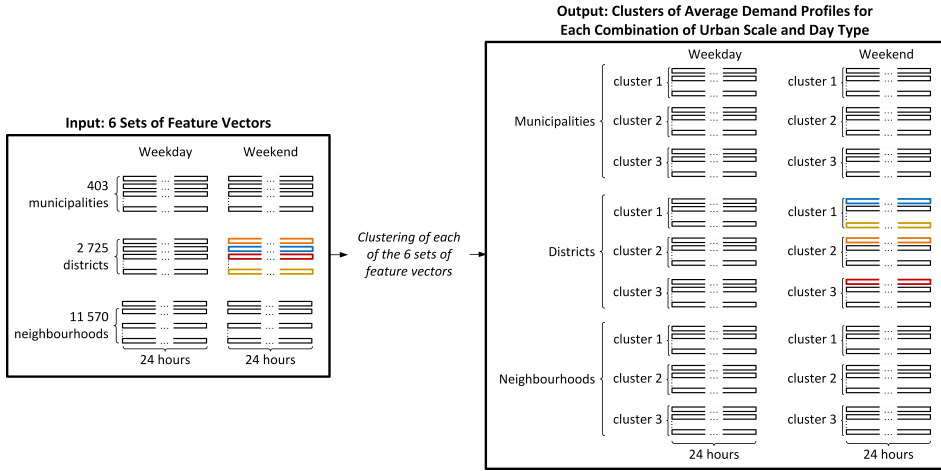 Input: 6 Sets of Feature Vectors
Weekday Weekend
403
municipalities
2 725
districts
11 570
neighbourhoods
24 hours 24 hours
Clustering of each
of the 6 sets of
feature vectors
Output: Clusters of Average Demand Profiles for
Each Combination of Urban Scale and Day Type
Weekday Weekend
Municipalities
cluster 1 cluster 1
cluster 2 cluster 2
cluster 3 cluster 3
Districts
cluster 1 cluster 1
cluster 2 cluster 2
cluster 3 cluster 3
Neighbourhoods
cluster 1 cluster 1
cluster 2 cluster 2
cluster 3 cluster 3
24 hours 24 hours